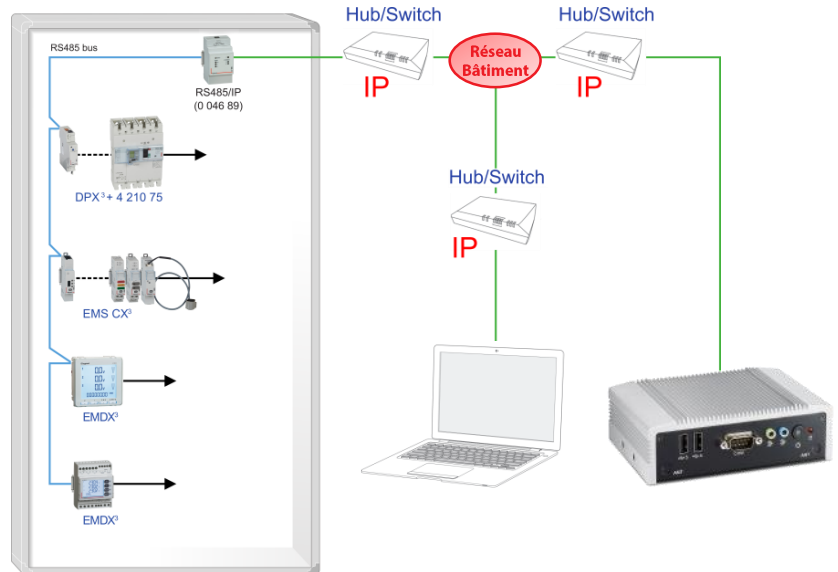 Hub/Switch
Hub/Switch
RS485 bus
Réseau
Bâtiment
IP
IP
RS485/IP
(0 046 89)
DPX³ + 4 210 75
Hub/Switch
IP
EMS CX³
EMDX³
COM
EMDX³